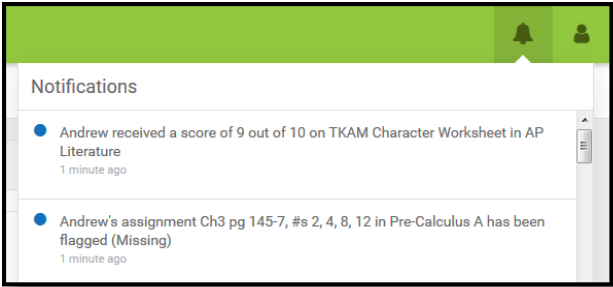 Notifications
Andrew received a score of 9 out of 10 on TKAM Character Worksheet in AP
Literature
1 minute ago
Andrew's assignment Ch3 pg 145-7, #s 2, 4, 8, 12 in Pre-Calculus A has been
flagged (Missing)
1 minute ago